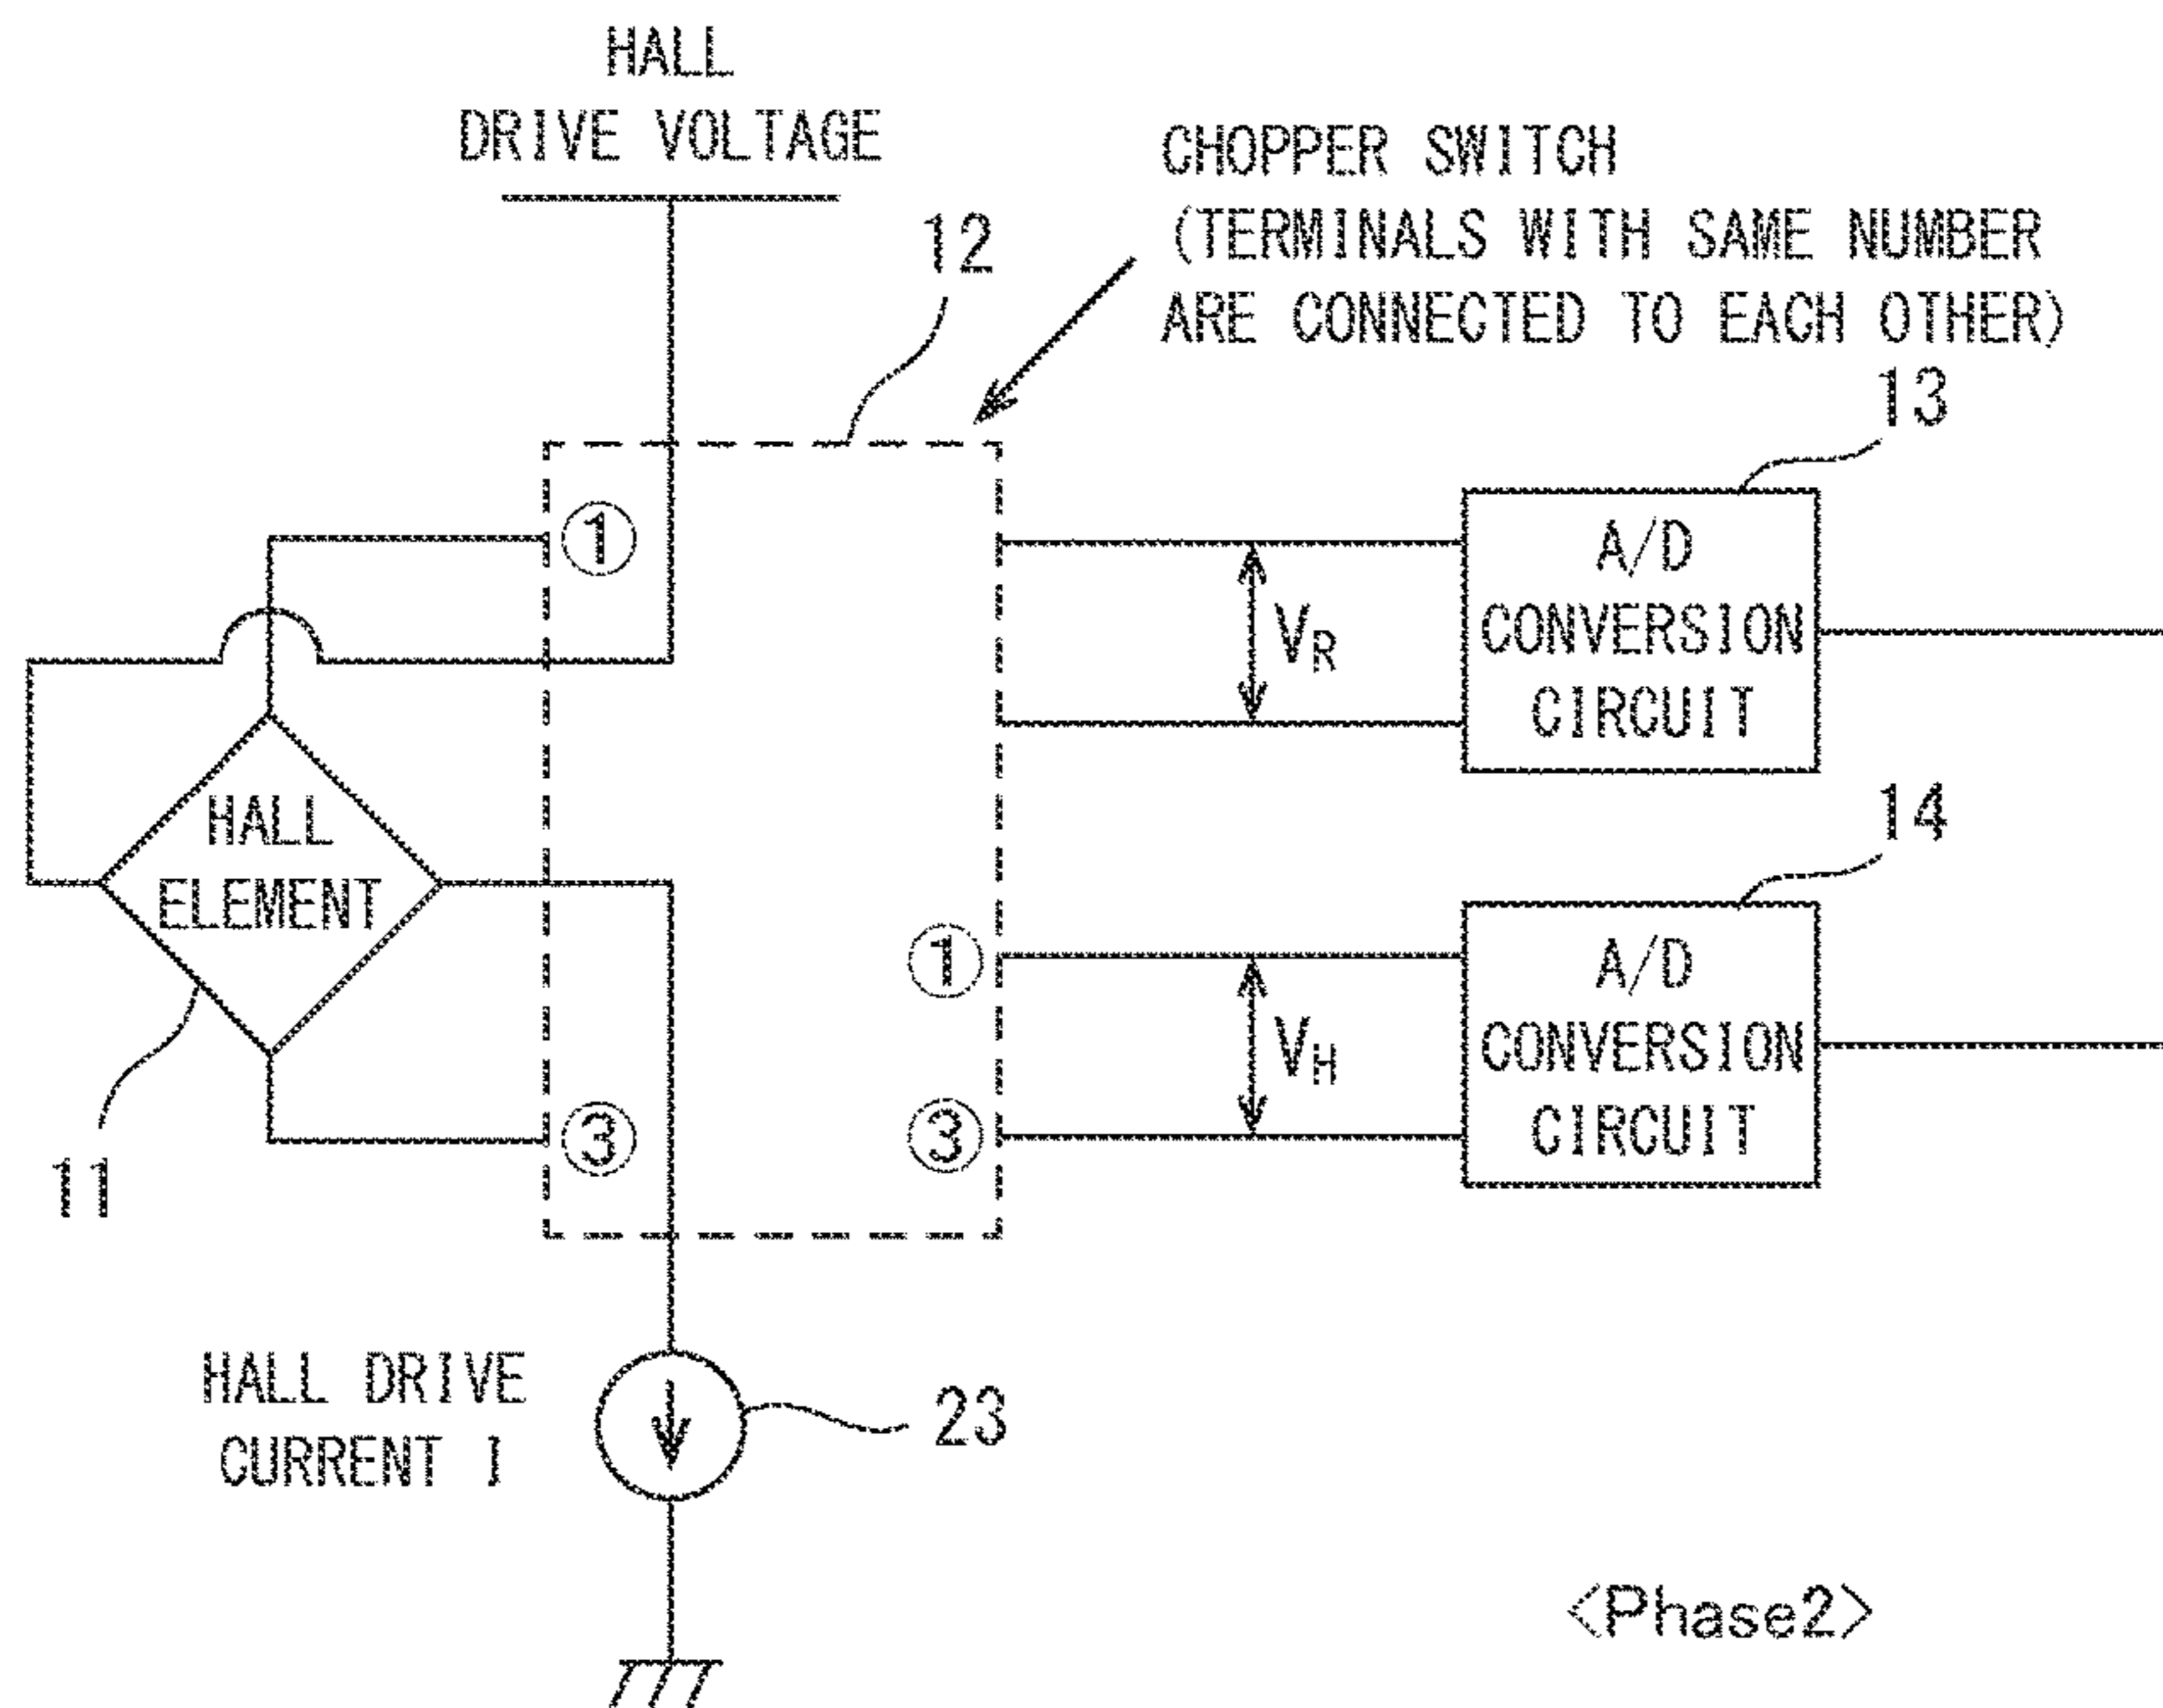 HALL
DRIVE VOLTAGE
CHOPPER SWITCH
(TERMINALS WITH SAME NUMBER
ARE CONNECTED TO EACH OTHER)
12
13
①
A/D
CONVERSION
CIRCUIT
VR
HALL
ELEMENT
11
14
①
A/D
CONVERSION
CIRCUIT
VH
③
③
HALL DRIVE
CURRENT I
23
<Phase2>